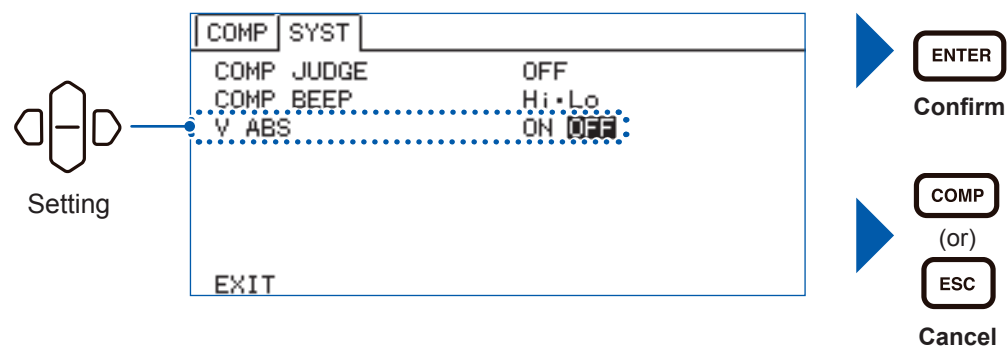 COMP SYST
COMP JUDGE OFF
COMP BEEP Hi・Lo
V ABS ON OFF
EXIT
Setting
ENTER
Confirm
COMP
(or)
ESC
Cancel